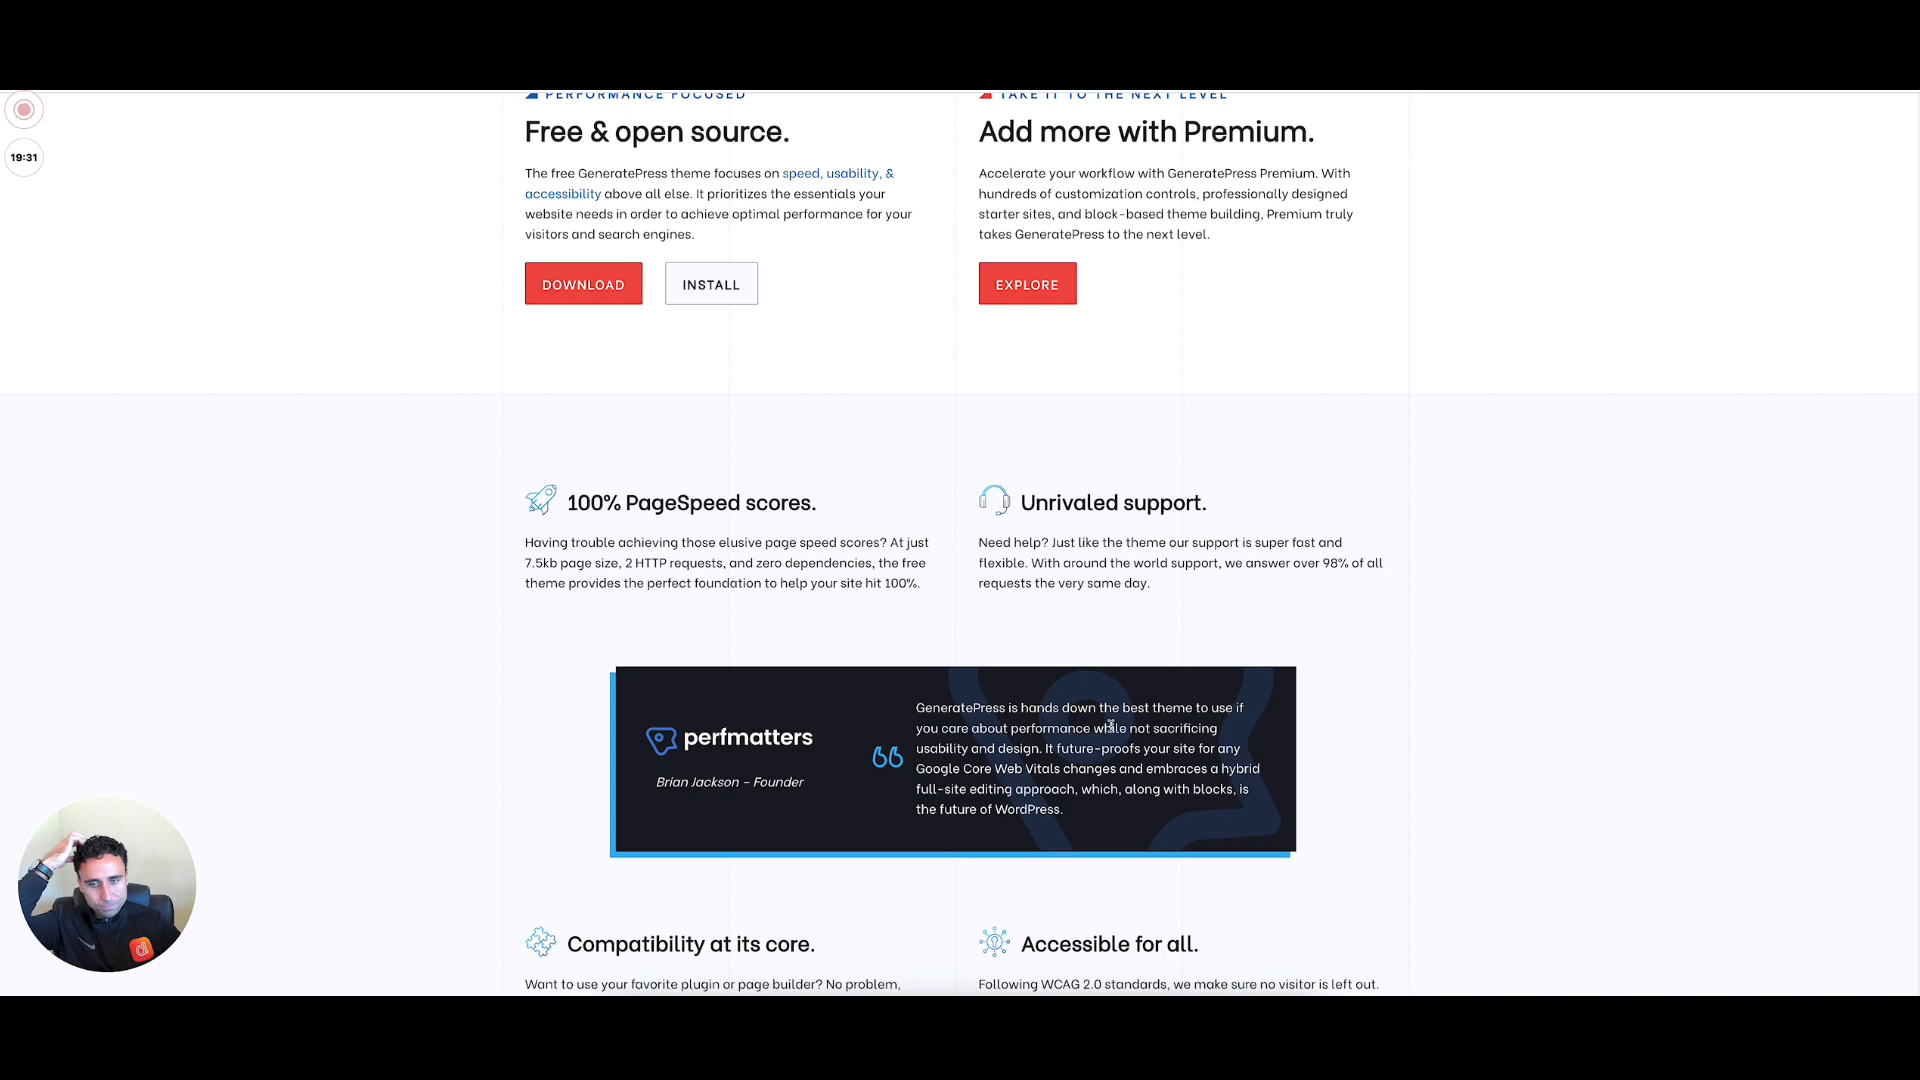 PERFORMANCE FOCUSED
Free & open source.
The free GeneratePress theme focuses on speed, usability, &
accessibility above all else. It prioritizes the essentials your
website needs in order to achieve optimal performance for your
visitors and search engines.
DOWNLOAD
INSTALL
TAKE IT TO THE NEXT LEVEL
Add more with Premium.
Accelerate your workflow with GeneratePress Premium. With
hundreds of customization controls, professionally designed
starter sites, and block-based theme building, Premium truly
takes GeneratePress to the next level.
EXPLORE
19:31
100% PageSpeed scores.
Having trouble achieving those elusive page speed scores? At just
7.5kb page size, 2 HTTP requests, and zero dependencies, the free
theme provides the perfect foundation to help your site hit 100%.
Unrivaled support.
Need help? Just like the theme our support is super fast and
flexible. With around the world support, we answer over 98% of all
requests the very same day.
perfmatters
Brian Jackson – Founder
GeneratePress is hands down the best theme to use if
you care about performance while not sacrificing
usability and design. It future-proofs your site for any
Google Core Web Vitals changes and embraces a hybrid
full-site editing approach, which, along with blocks, is
the future of WordPress.
Compatibility at its core.
Want to use your favorite plugin or page builder? No problem,
Accessible for all.
Following WCAG 2.0 standards, we make sure no visitor is left out.